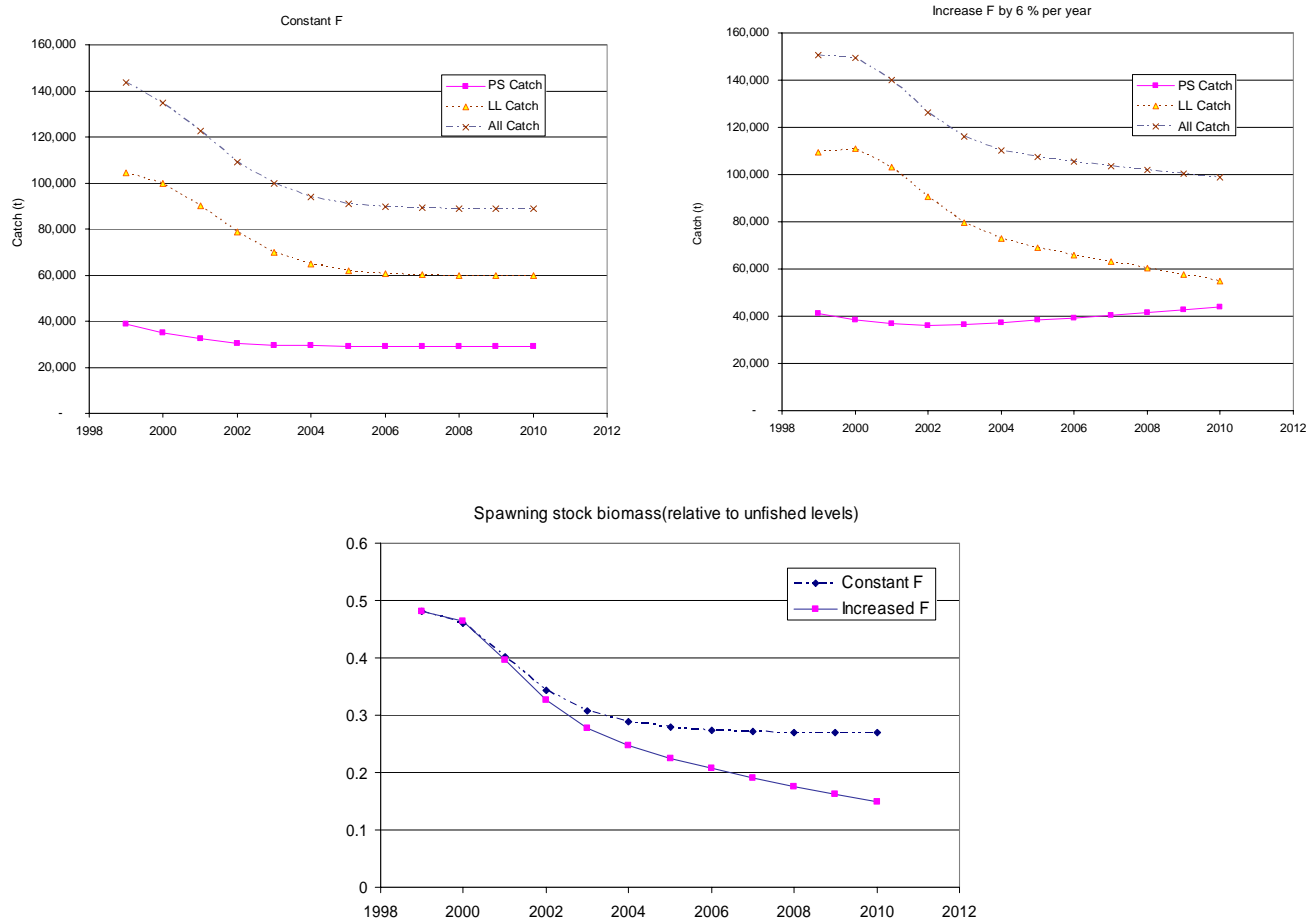 Constant F
160,000
140,000
120,000
100,000
80,000
60,000
40,000
20,000
-
1998 2000 2002 2004 2006 2008 2010 2012
Catch (t)
PS Catch
LL Catch
All Catch
Increase F by 6 % per year
160,000
140,000
120,000
100,000
80,000
60,000
40,000
20,000
-
1998 2000 2002 2004 2006 2008 2010 2012
Catch (t)
PS Catch
LL Catch
All Catch
Spawning stock biomass(relative to unfished levels)
0.6
0.5
0.4
0.3
0.2
0.1
0
1998 2000 2002 2004 2006 2008 2010 2012
Constant F
Increased F